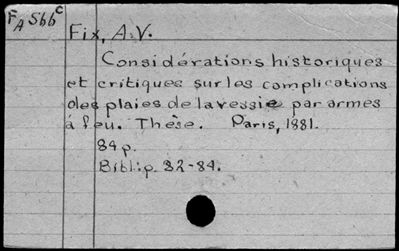 FA 5bb c
Fix, A.V.
Considérations historiques
et critiques sur les complications
des plaies de la vessie par armes
à feu. Thèse. Paris, 1881.
84 p.
Bibl: p. 82-84.